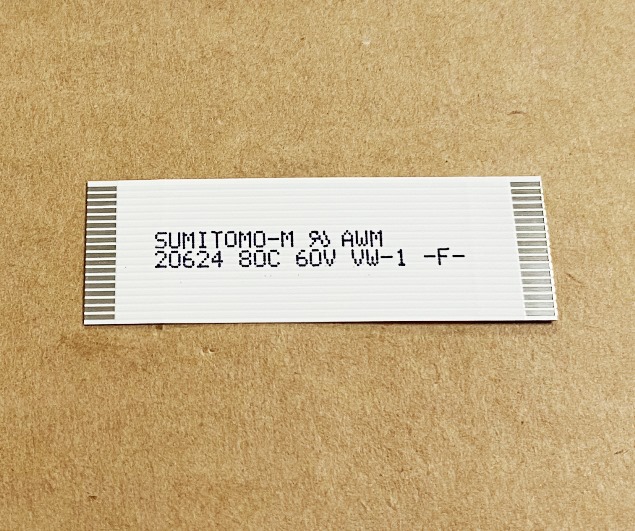 SUMITOMO-M AWM
20624 80C 60V VW-1 -F-